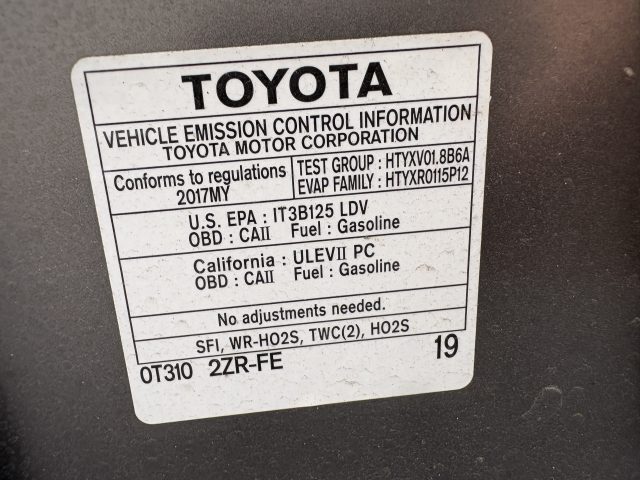 TOYOTA
VEHICLE EMISSION CONTROL INFORMATION
TOYOTA MOTOR CORPORATION
Conforms to regulations
2017MY
TEST GROUP : HTYXV01.8B6A
EVAP FAMILY : HTYXR0115P12
U.S. EPA : IT3B125 LDV
OBD : CAII Fuel : Gasoline
California : ULEVII PC
OBD : CAII Fuel : Gasoline
No adjustments needed.
SFI, WR-HO2S, TWC(2), HO2S
0T310 2ZR-FE 19